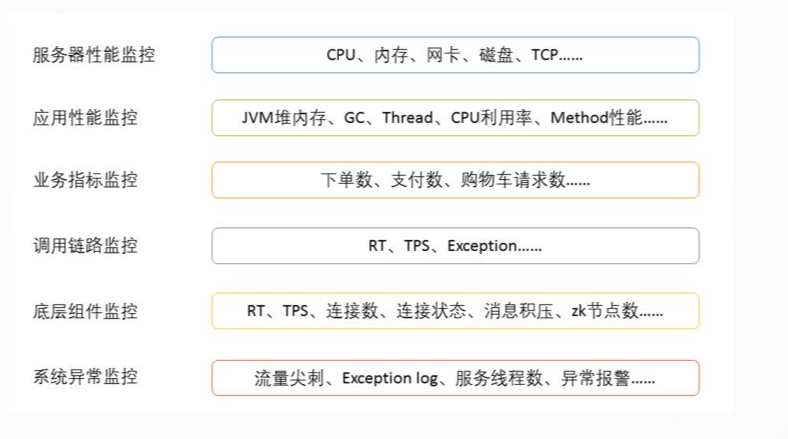 服务器性能监控
CPU、内存、网卡、磁盘、TCP......
应用性能监控
JVM堆内存、GC、Thread、CPU利用率、Method性能......
业务指标监控
下单数、支付数、购物车请求数......
调用链路监控
RT、TPS、Exception......
底层组件监控
RT、TPS、连接数、连接状态、消息积压、zk节点数......
系统异常监控
流量尖刺、Exception log、服务线程数、异常报警......